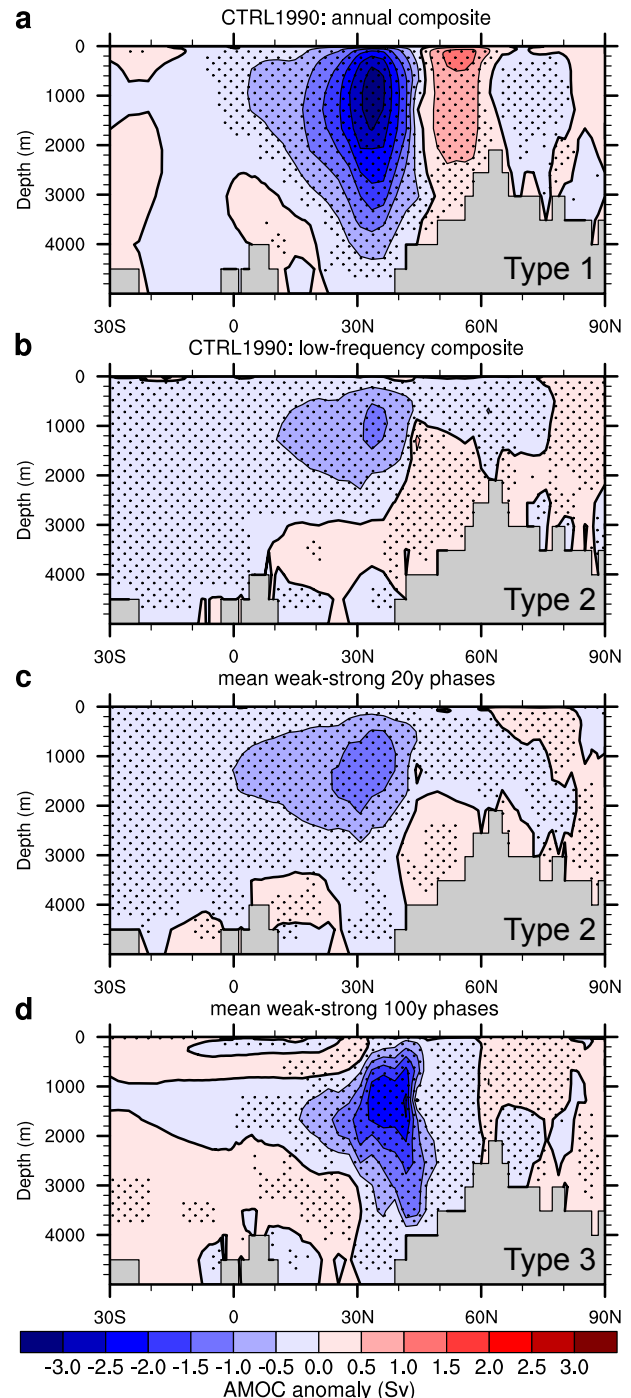 a
CTRL1990: annual composite
0
1000
2000
3000
4000
Depth (m)
Type 1
30S 0 30N 60N 90N
b
CTRL1990: low-frequency composite
0
1000
2000
3000
4000
Depth (m)
Type 2
30S 0 30N 60N 90N
c
mean weak-strong 20y phases
0
1000
2000
3000
4000
Depth (m)
Type 2
30S 0 30N 60N 90N
d
mean weak-strong 100y phases
0
1000
2000
3000
4000
Depth (m)
Type 3
30S 0 30N 60N 90N
-3.0 -2.5 -2.0 -1.5 -1.0 -0.5 0.0 0.5 1.0 1.5 2.0 2.5 3.0
AMOC anomaly (Sv)